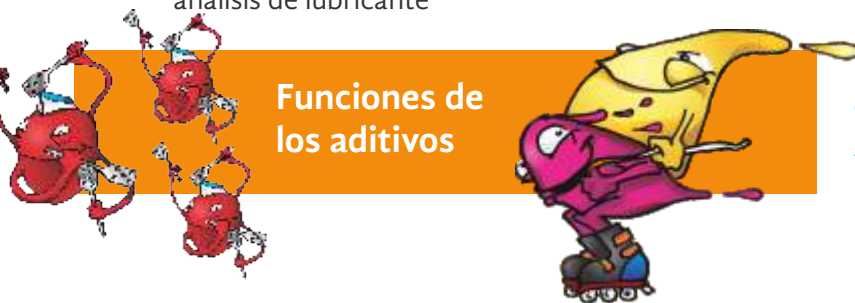 análisis de lubricante
Funciones de
los aditivos